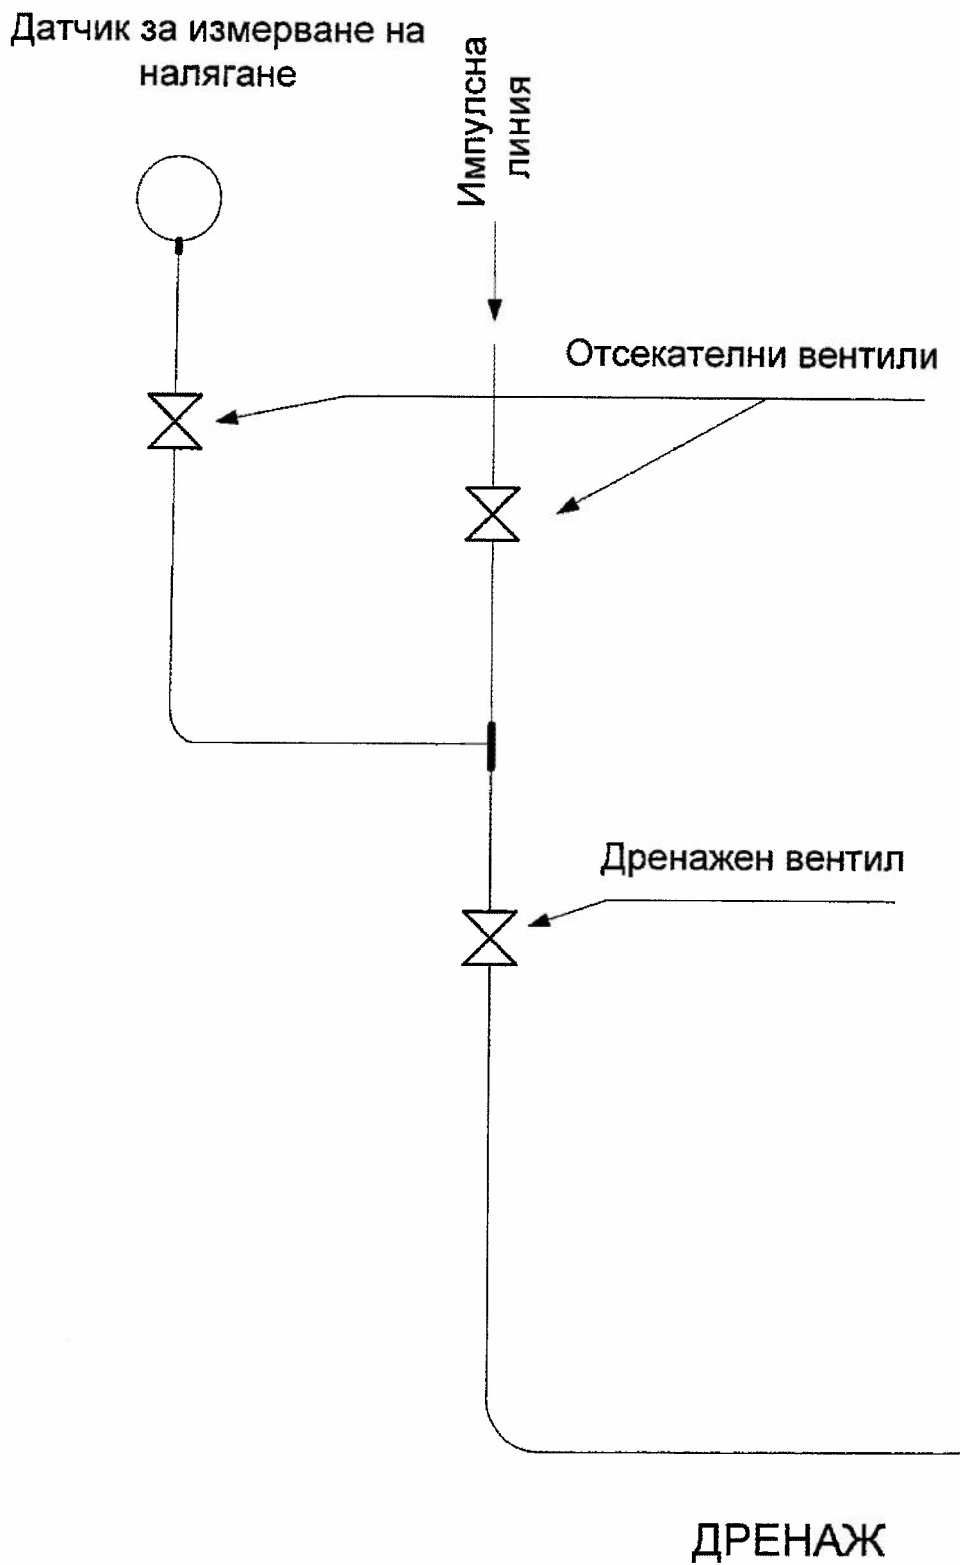 Датчик за измерване на
налягане
Импулсна
линия
Отсекателни вентили
Дренажен вентил
ДРЕНАЖ